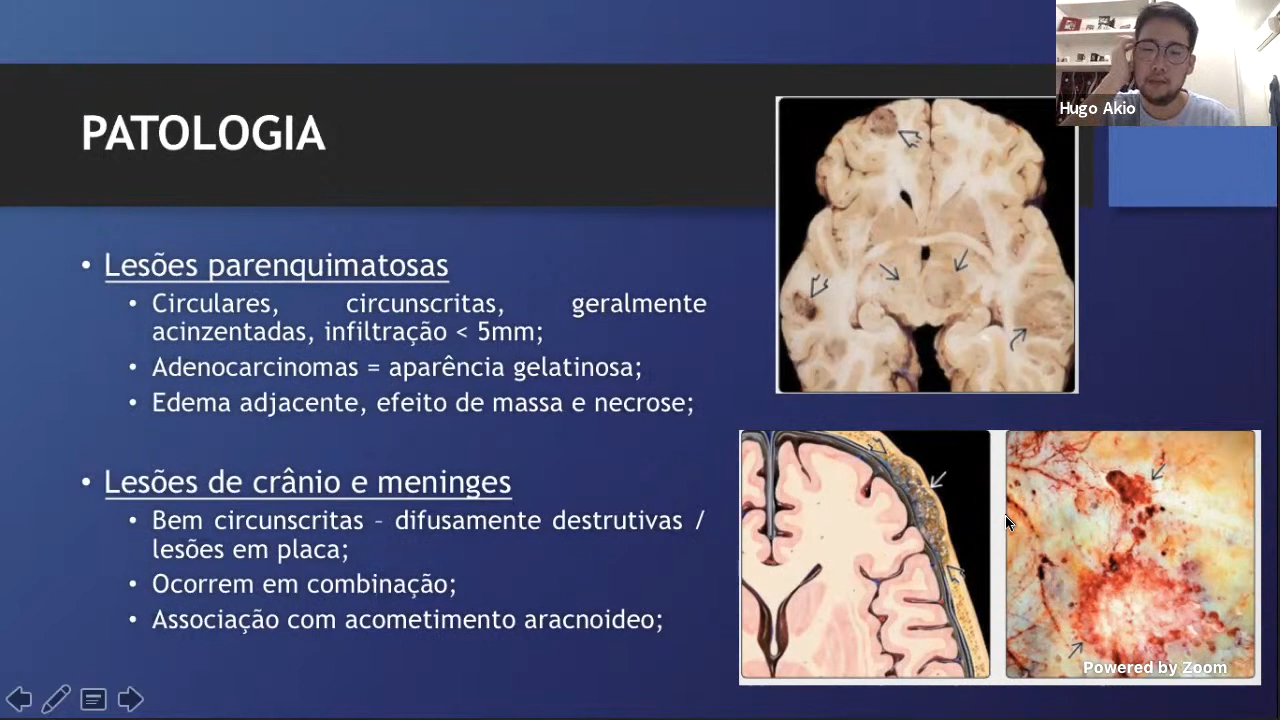 Hugo Akio
PATOLOGIA
• Lesões parenquimatosas
• Circulares, circunscritas, geralmente
acinzentadas, infiltração < 5mm;
• Adenocarcinomas = aparência gelatinosa;
• Edema adjacente, efeito de massa e necrose;
• Lesões de crânio e meninges
• Bem circunscritas – difusamente destrutivas /
lesões em placa;
• Ocorrem em combinação;
• Associação com acometimento aracnoideo;
Powered by Zoom